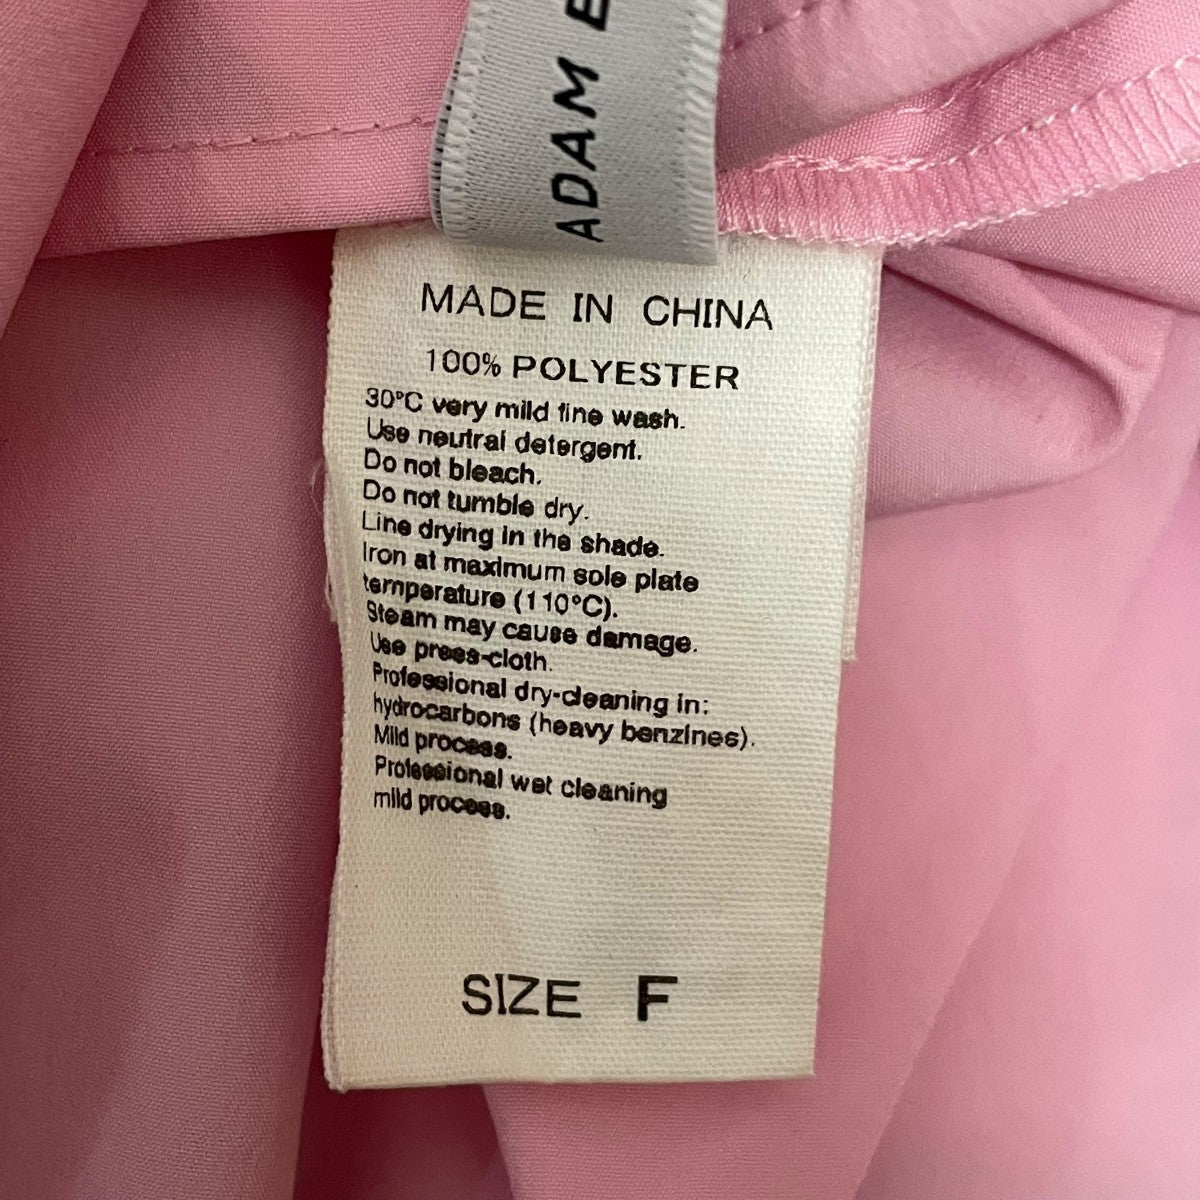 ADAM E
MADE IN CHINA
100% POLYESTER
30°C very mild fine wash.
Use neutral detergent.
Do not bleach.
Do not tumble dry.
Line drying in the shade.
Iron at maximum sole plate
temperature (110°C).
Steam may cause damage.
Use press-cloth.
Professional dry-cleaning in:
hydrocarbons (heavy benzines).
Mild process.
Professional wet cleaning
mild process.
SIZE F